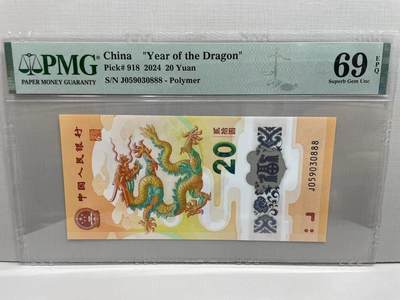 PMG
PAPER MONEY GUARANTY
China "Year of the Dragon"
Pick# 918 2024 20 Yuan
S/N J059030888 - Polymer
69 EPQ
Superb Gem Unc
中国人民银行
贰拾圆
20
J059030888